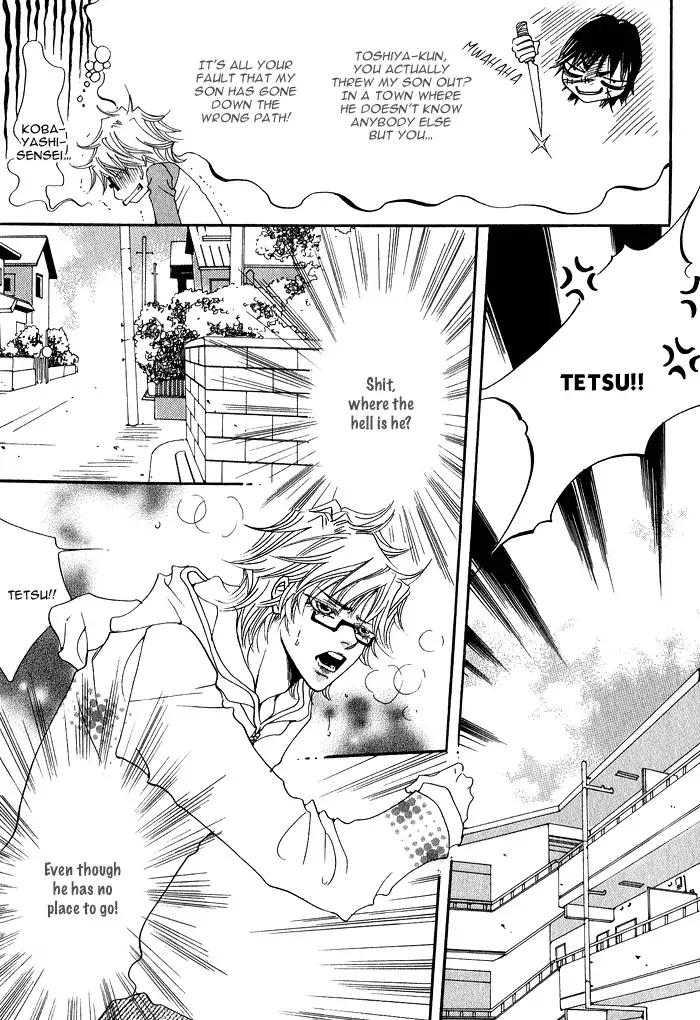 MWAHAHA
TOSHIYA-KUN,
YOU ACTUALLY
THREW MY SON OUT?
IN A TOWN WHERE
HE DOESN'T KNOW
ANYBODY ELSE
BUT YOU...
IT'S ALL YOUR
FAULT THAT MY
SON HAS GONE
DOWN THE
WRONG PATH!
KOBA-
YASHI-
SENSEI...
TETSU!!
Shit,
where the
hell is he?
TETSU!!
Even though
he has no
place to go!